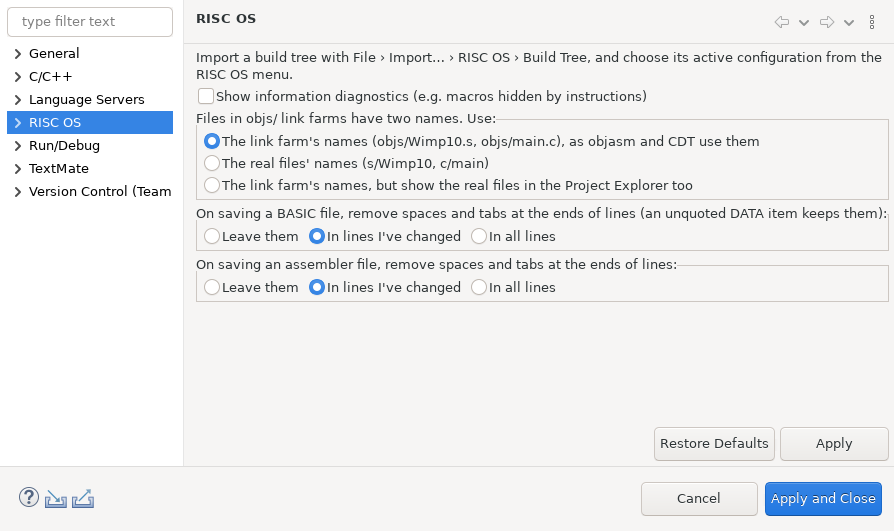 type filter text
General
C/C++
Language Servers
RISC OS
Run/Debug
TextMate
Version Control (Team
RISC OS
Import a build tree with File › Import... › RISC OS › Build Tree, and choose its active configuration from the
RISC OS menu.
Show information diagnostics (e.g. macros hidden by instructions)
Files in objs/ link farms have two names. Use:
The link farm's names (objs/Wimp10.s, objs/main.c), as objasm and CDT use them
The real files' names (s/Wimp10, c/main)
The link farm's names, but show the real files in the Project Explorer too
On saving a BASIC file, remove spaces and tabs at the ends of lines (an unquoted DATA item keeps them):
Leave them In lines I've changed In all lines
On saving an assembler file, remove spaces and tabs at the ends of lines:
Leave them In lines I've changed In all lines
Restore Defaults Apply
Cancel Apply and Close